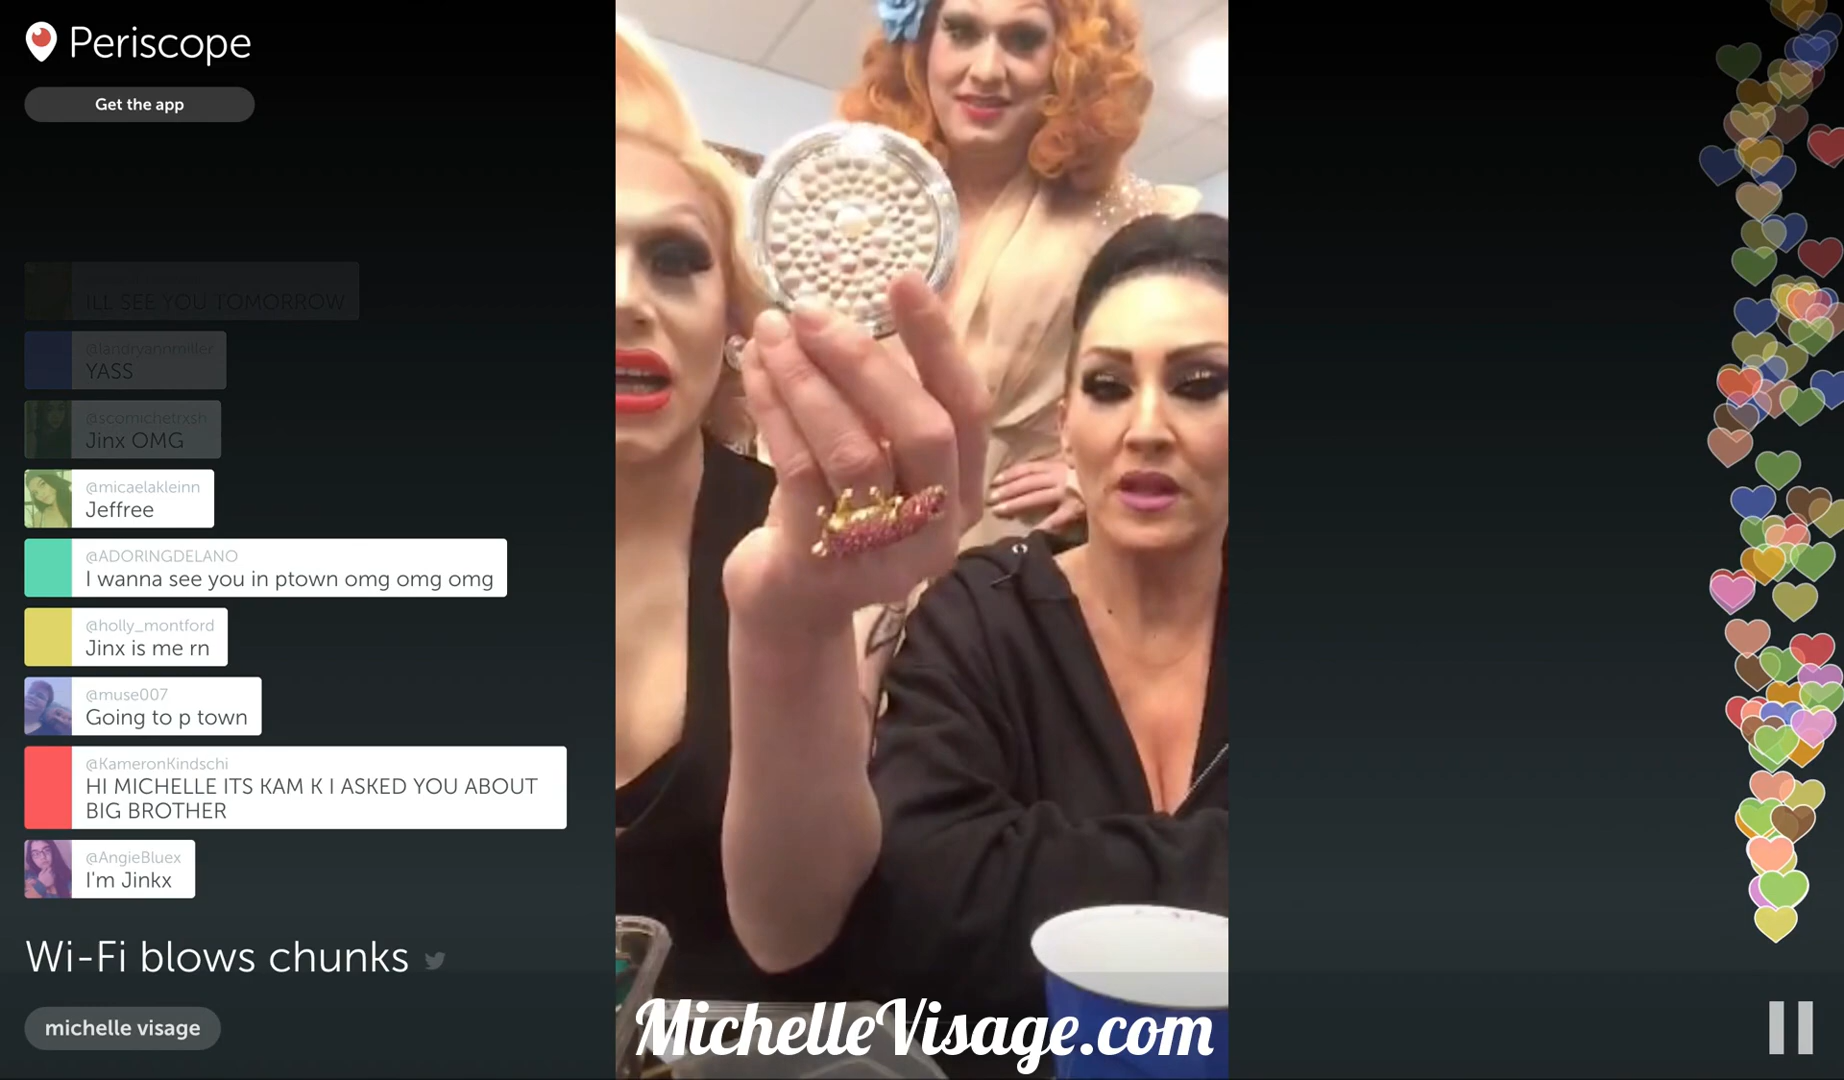 Periscope
Get the app
ILL SEE YOU TOMORROW
@landryannmiller
YASS
@scomichetrxsh
Jinx OMG
@micaelakleinn
Jeffree
@ADORINGDELANO
I wanna see you in ptown omg omg omg
@holly_montford
Jinx is me rn
@muse007
Going to p town
@KameronKindschi
HI MICHELLE ITS KAM K I ASKED YOU ABOUT
BIG BROTHER
@AngieBluex
I'm Jinkx
Wi-Fi blows chunks
michelle visage
MichelleVisage.com